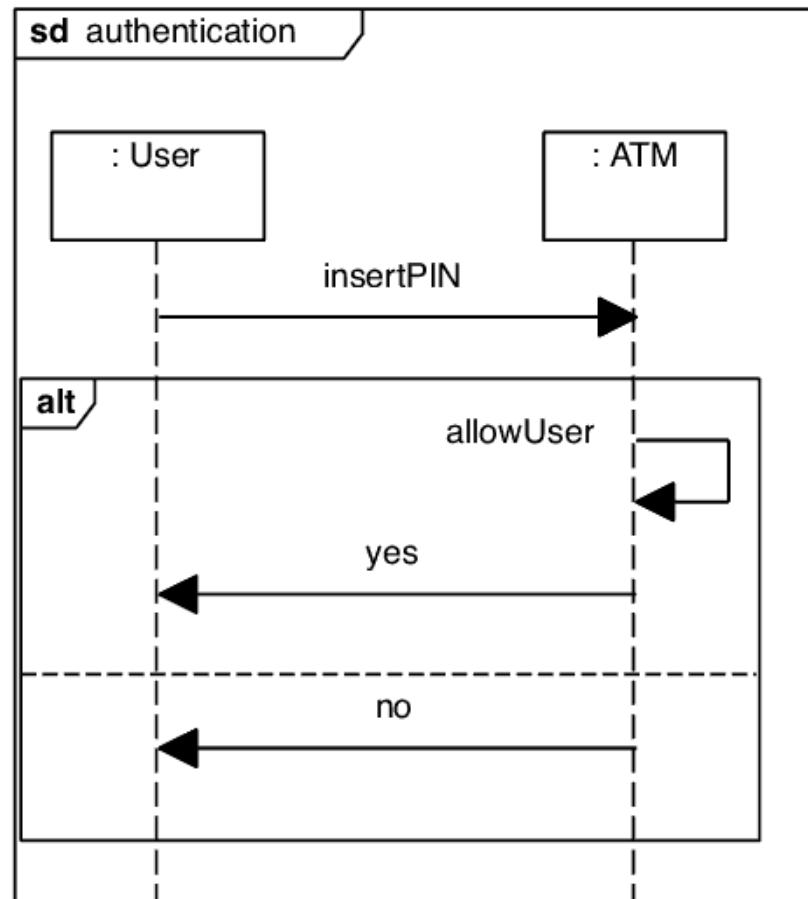 sd authentication
: User
: ATM
insertPIN
alt
allowUser
yes
no